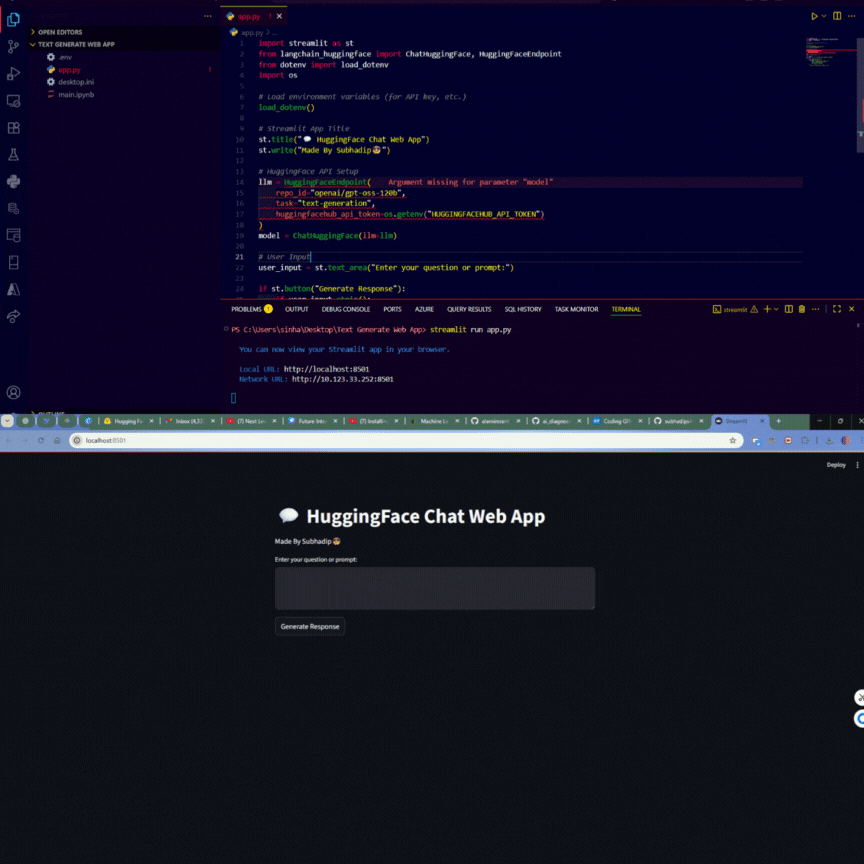 app.py
app.py > ...
OPEN EDITORS
TEXT GENERATE WEB APP
.env
app.py !
desktop.ini
main.ipynb
1 import streamlit as st
2 from langchain_huggingface import ChatHuggingFace, HuggingFaceEndpoint
3 from dotenv import load_dotenv
4 import os
5
6 # Load environment variables (for API key, etc.)
7 load_dotenv()
8
9 # Streamlit App Title
10 st.title("💬 HuggingFace Chat Web App")
11 st.write("Made By Subhadip😎")
12
13 # HuggingFace API Setup
14 llm = HuggingFaceEndpoint( Argument missing for parameter "model"
15 repo_id="openai/gpt-oss-120b",
16 task="text-generation",
17 huggingfacehub_api_token=os.getenv("HUGGINGFACEHUB_API_TOKEN")
18 )
19 model = ChatHuggingFace(llm=llm)
20
21 # User Input
22 user_input = st.text_area("Enter your question or prompt:")
23
24 if st.button("Generate Response"):
PROBLEMS 1 OUTPUT DEBUG CONSOLE PORTS AZURE QUERY RESULTS SQL HISTORY TASK MONITOR TERMINAL streamlit
PS C:\Users\sinha\Desktop\Text Generate Web App> streamlit run app.py
You can now view your Streamlit app in your browser.
Local URL: http://localhost:8501
Network URL: http://10.123.33.252:8501
Hugging F Inbox (4,3 (7) Next Le Future Inte (7) Install Machine L ai_diagnos Coding G subhadip Streamlit
localhost:8501
Deploy
💬 HuggingFace Chat Web App
Made By Subhadip 😎
Enter your question or prompt:
Generate Response